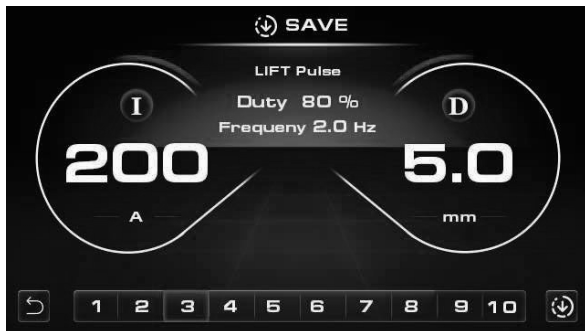 SAVE
LIFT Pulse
Duty 80 %
Frequeny 2.0 Hz
I
D
200
5.0
A
mm
1 2 3 4 5 6 7 8 9 10